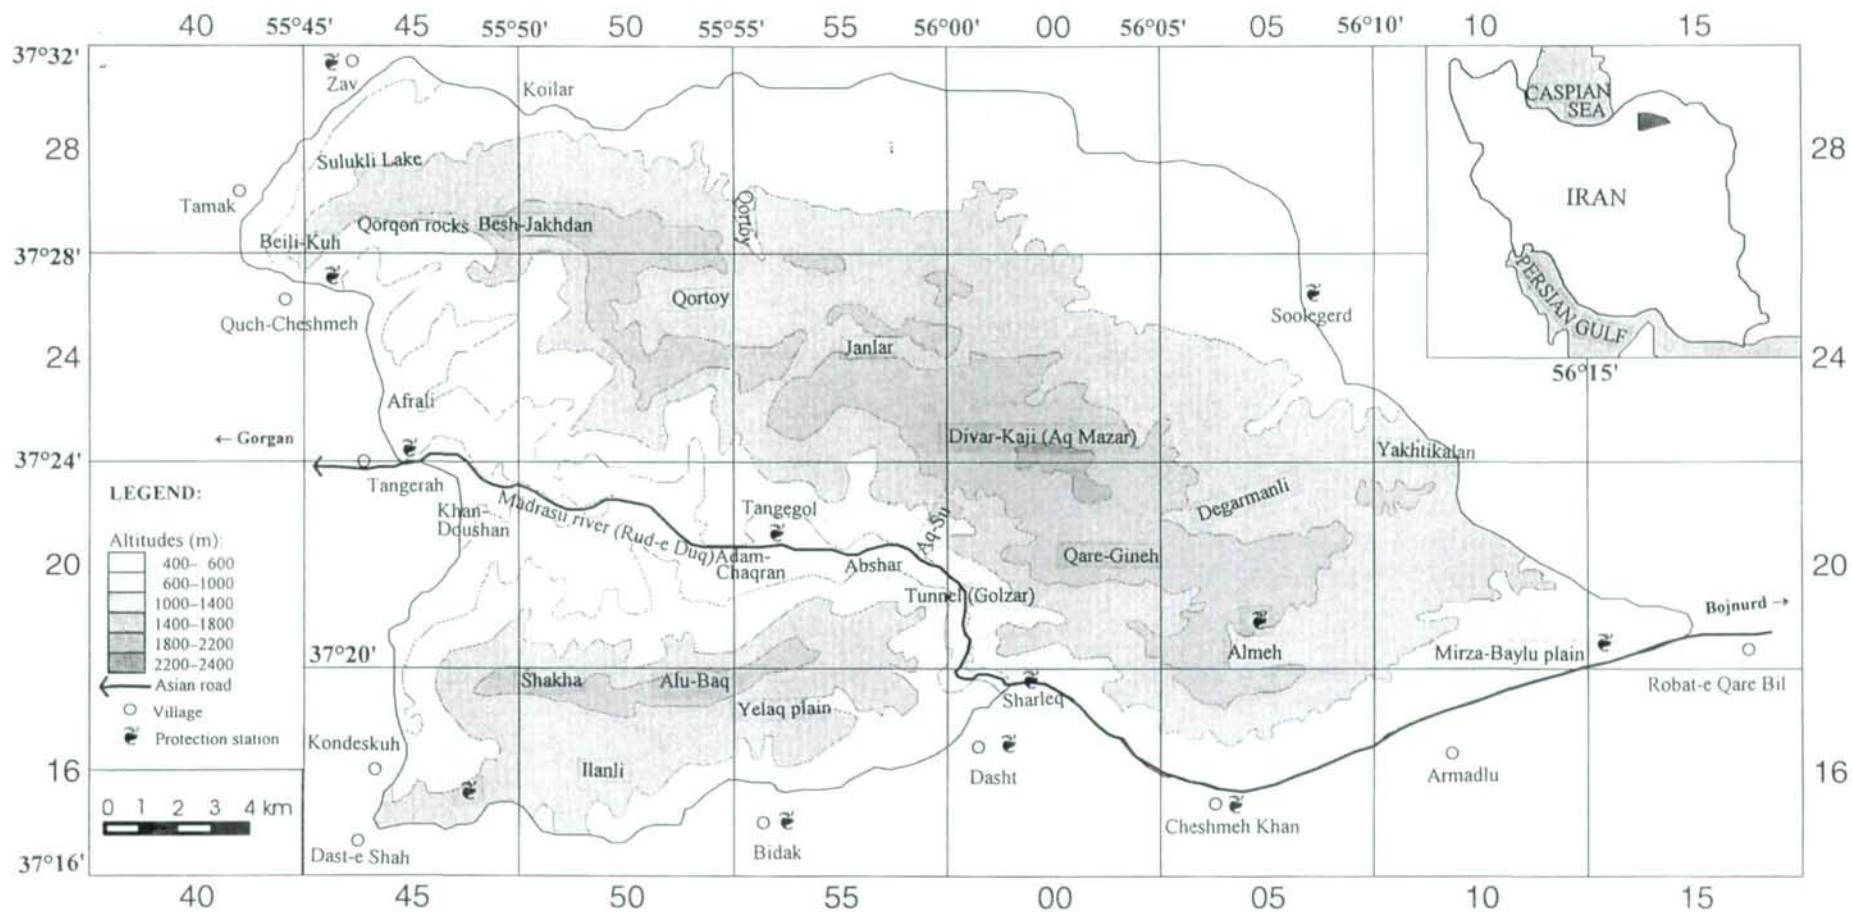 40 55°45' 45 55°50' 50 55°55' 55 56°00' 00 56°05' 05 56°10' 10 15
37°32'
Zav
Koilar
CASPIAN
SEA
28
Sulukli Lake
28
Tamak
Qorqon rocks
Besh-Jakhdan
Qortoy
IRAN
Beili-Kuh
37°28'
PERSIAN GULF
Qortoy
Quch-Cheshmeh
Soolegerd
24
Janlar
24
56°15'
Afrali
← Gorgan
Divar-Kaji (Aq Mazar)
Yakhtikalan
37°24'
Tangerah
LEGEND:
Altitudes (m):
400– 600
600–1000
1000–1400
1400–1800
1800–2200
2200–2400
Asian road
Village
Protection station
Khan-
Doushan
Madrasu river (Rud-e Duq)
Tangegol
Aq-Su
Degarmanli
20
Adam-
Chaqran
Abshar
Qare-Gineh
20
Tunnel (Golzar)
Bojnurd →
37°20'
Almeh
Mirza-Baylu plain
Shakha
Alu-Baq
Sharleq
Robat-e Qare Bil
Yelaq plain
Kondeskuh
16
Ilanli
Dasht
Armadlu
16
0 1 2 3 4 km
Cheshmeh Khan
37°16'
Dast-e Shah
Bidak
40 45 50 55 00 05 10 15